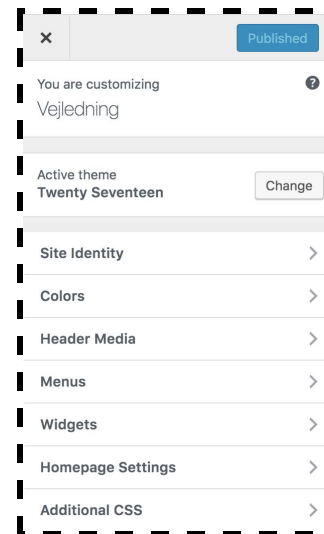 Published
You are customizing
Vejledning
Active theme
Twenty Seventeen
Change
Site Identity
Colors
Header Media
Menus
Widgets
Homepage Settings
Additional CSS